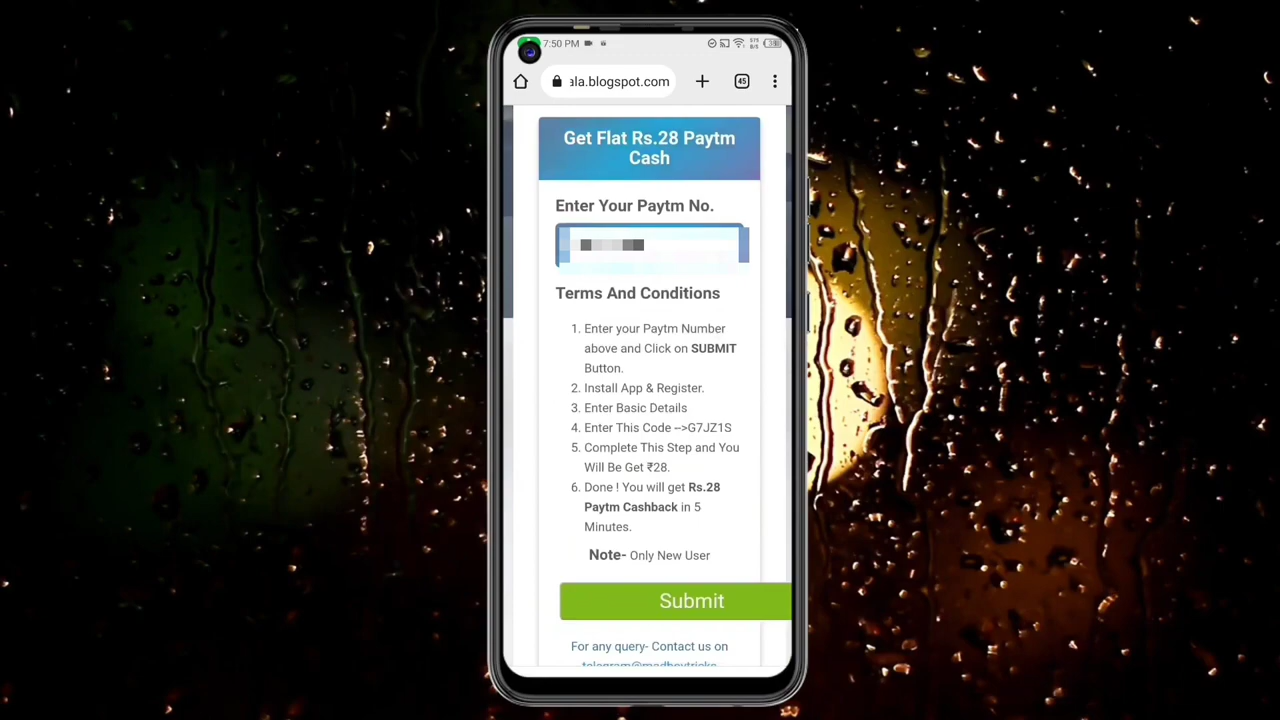 7:50 PM
ala.blogspot.com
45
Get Flat Rs.28 Paytm
Cash
Enter Your Paytm No.
Terms And Conditions
1. Enter your Paytm Number
above and Click on SUBMIT
Button.
2. Install App & Register.
3. Enter Basic Details
4. Enter This Code -->G7JZ1S
5. Complete This Step and You
Will Be Get ₹28.
6. Done ! You will get Rs.28
Paytm Cashback in 5
Minutes.
Note- Only New User
Submit
For any query- Contact us on
telegram@madboytricks